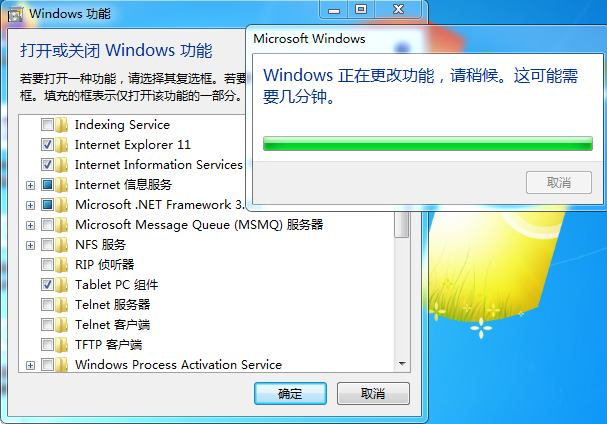 Windows 功能
打开或关闭 Windows 功能
若要打开一种功能，请选择其复选框。若要
框。填充的框表示仅打开该功能的一部分。
Indexing Service
Internet Explorer 11
Internet Information Services
Internet 信息服务
Microsoft .NET Framework 3.
Microsoft Message Queue (MSMQ) 服务器
NFS 服务
RIP 侦听器
Tablet PC 组件
Telnet 服务器
Telnet 客户端
TFTP 客户端
Windows Process Activation Service
确定
取消
Microsoft Windows
Windows 正在更改功能，请稍候。这可能需
要几分钟。
取消